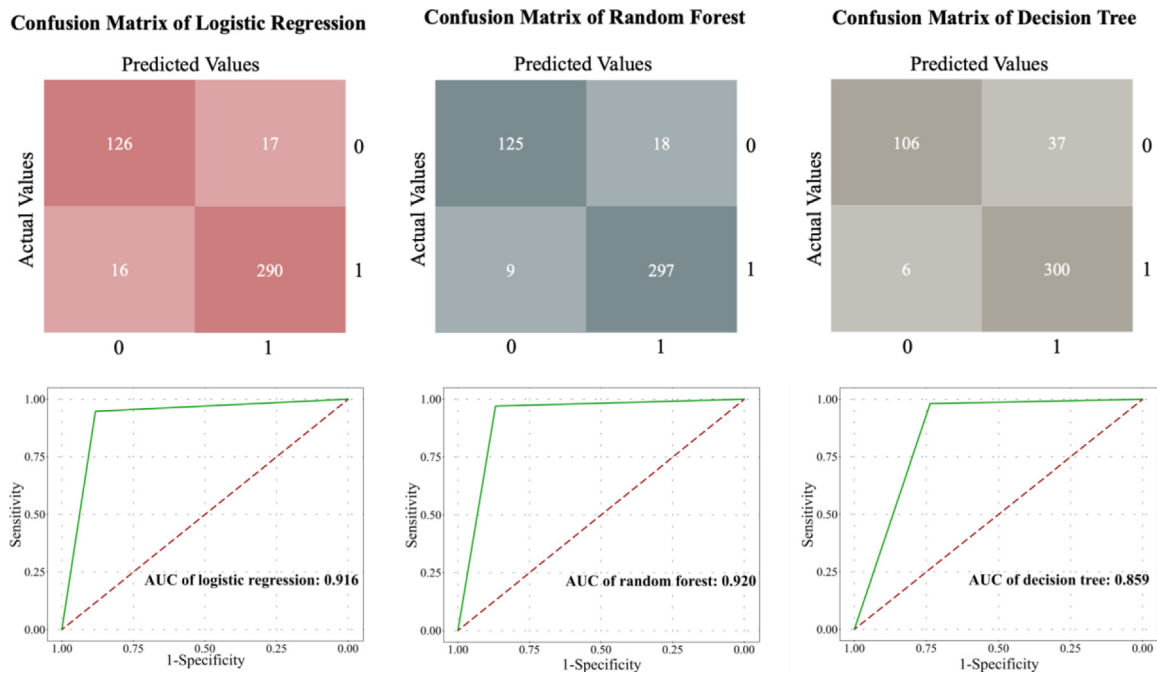 Confusion Matrix of Logistic Regression
Predicted Values
Actual Values
126 17 0
16 290 1
0 1
Confusion Matrix of Random Forest
Predicted Values
Actual Values
125 18 0
9 297 1
0 1
Confusion Matrix of Decision Tree
Predicted Values
Actual Values
106 37 0
6 300 1
0 1
Sensitivity
1.00
0.75
0.50
0.25
0.00
AUC of logistic regression: 0.916
1.00 0.75 0.50 0.25 0.00
1-Specificity
Sensitivity
1.00
0.75
0.50
0.25
0.00
AUC of random forest: 0.920
1.00 0.75 0.50 0.25 0.00
1-Specificity
Sensitivity
1.00
0.75
0.50
0.25
0.00
AUC of decision tree: 0.859
1.00 0.75 0.50 0.25 0.00
1-Specificity